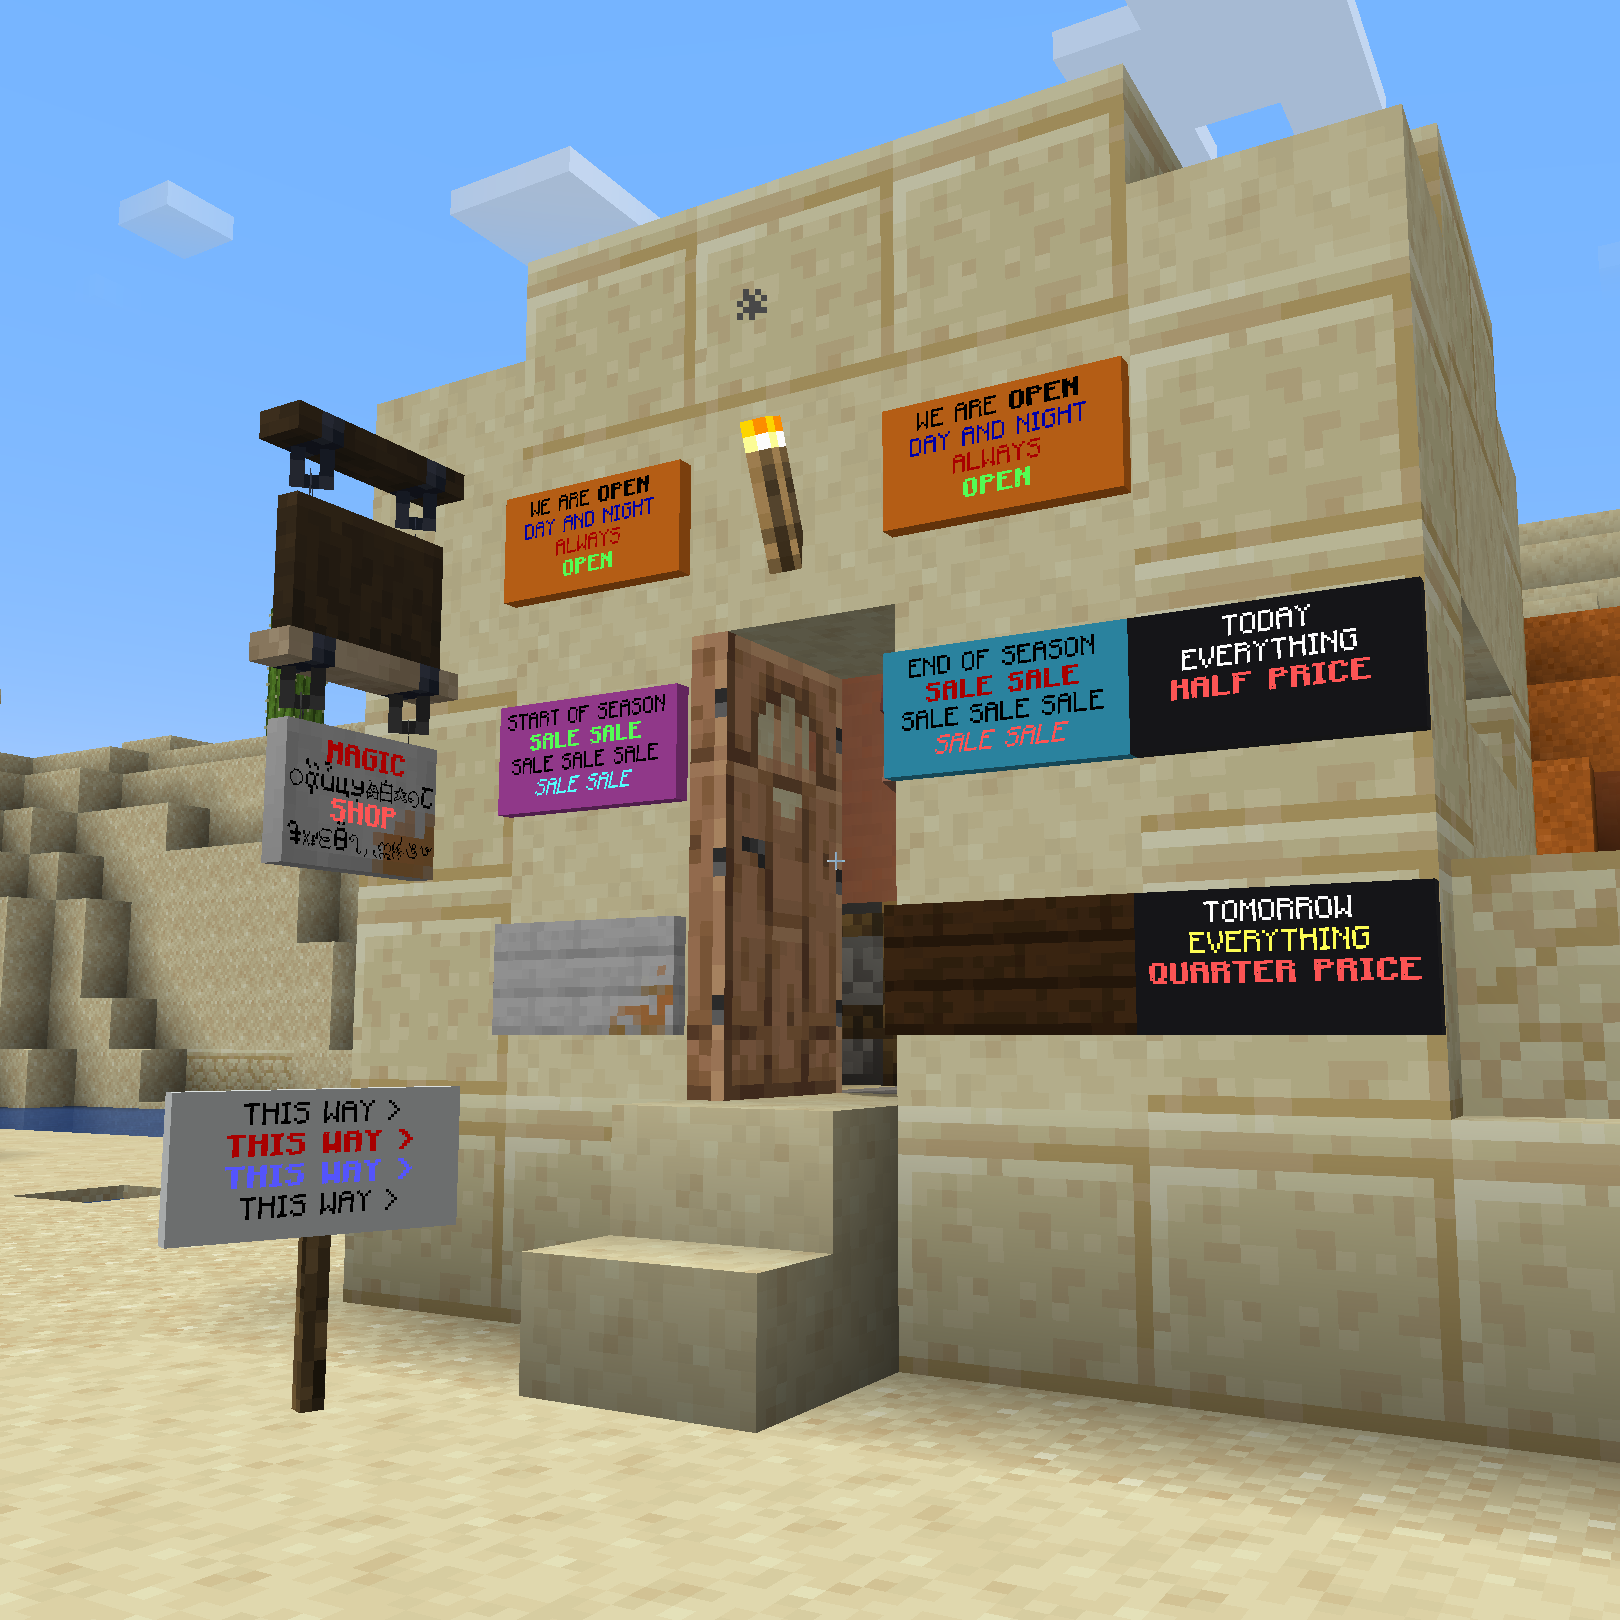 WE ARE OPEN
DAY AND NIGHT
ALWAYS
OPEN
WE ARE OPEN
DAY AND NIGHT
ALWAYS
OPEN
MAGIC
SHOP
START OF SEASON
SALE SALE
SALE SALE SALE
SALE SALE
END OF SEASON
SALE SALE
SALE SALE SALE
SALE SALE
TODAY
EVERYTHING
HALF PRICE
TOMORROW
EVERYTHING
QUARTER PRICE
THIS WAY >
THIS WAY >
THIS WAY >
THIS WAY >